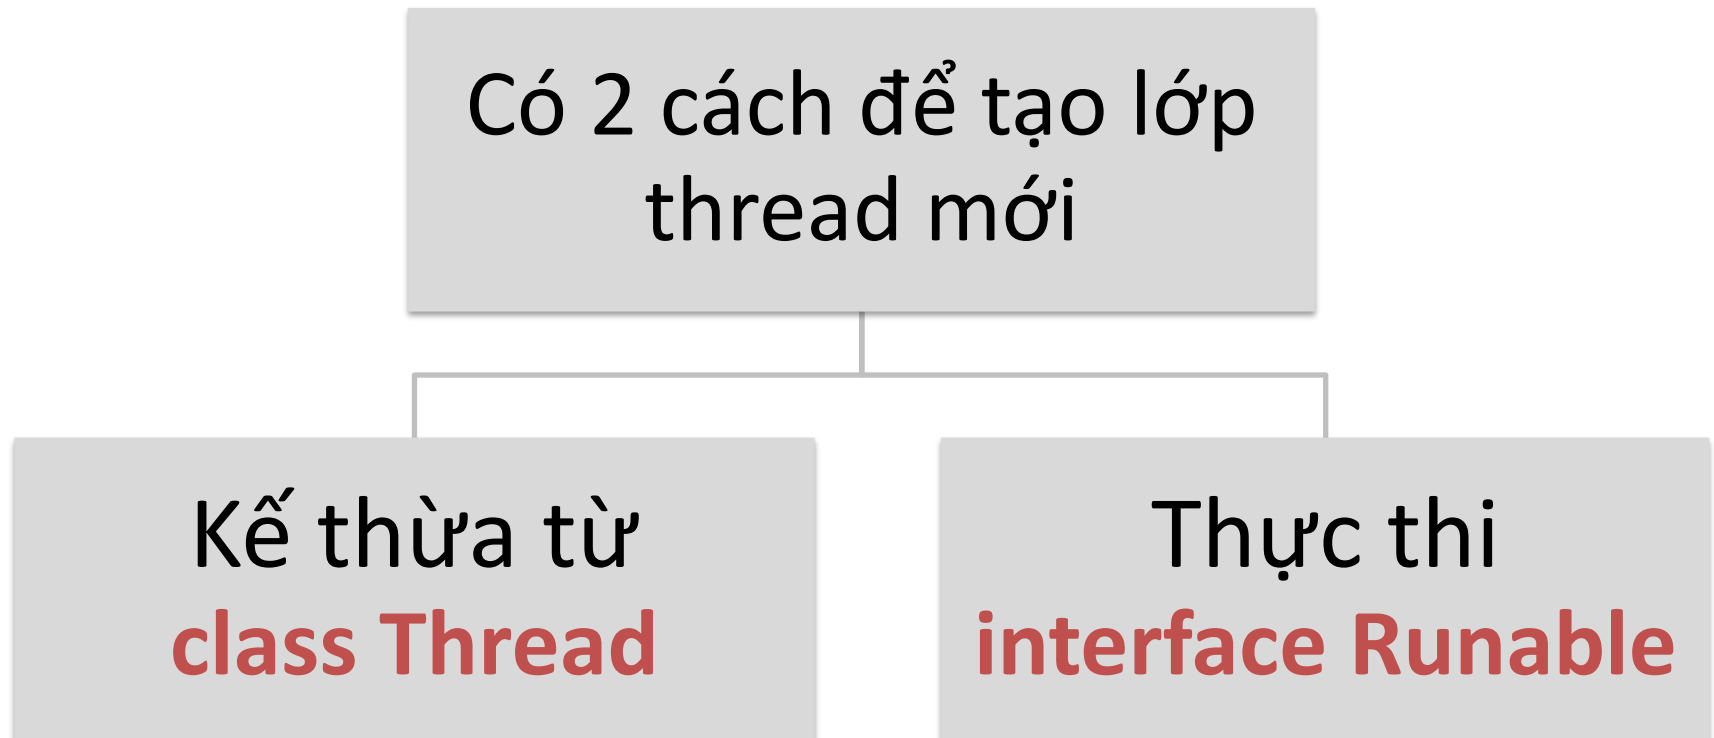 Có 2 cách để tạo lớp
thread mới
Kế thừa từ
class Thread
Thực thi
interface Runable